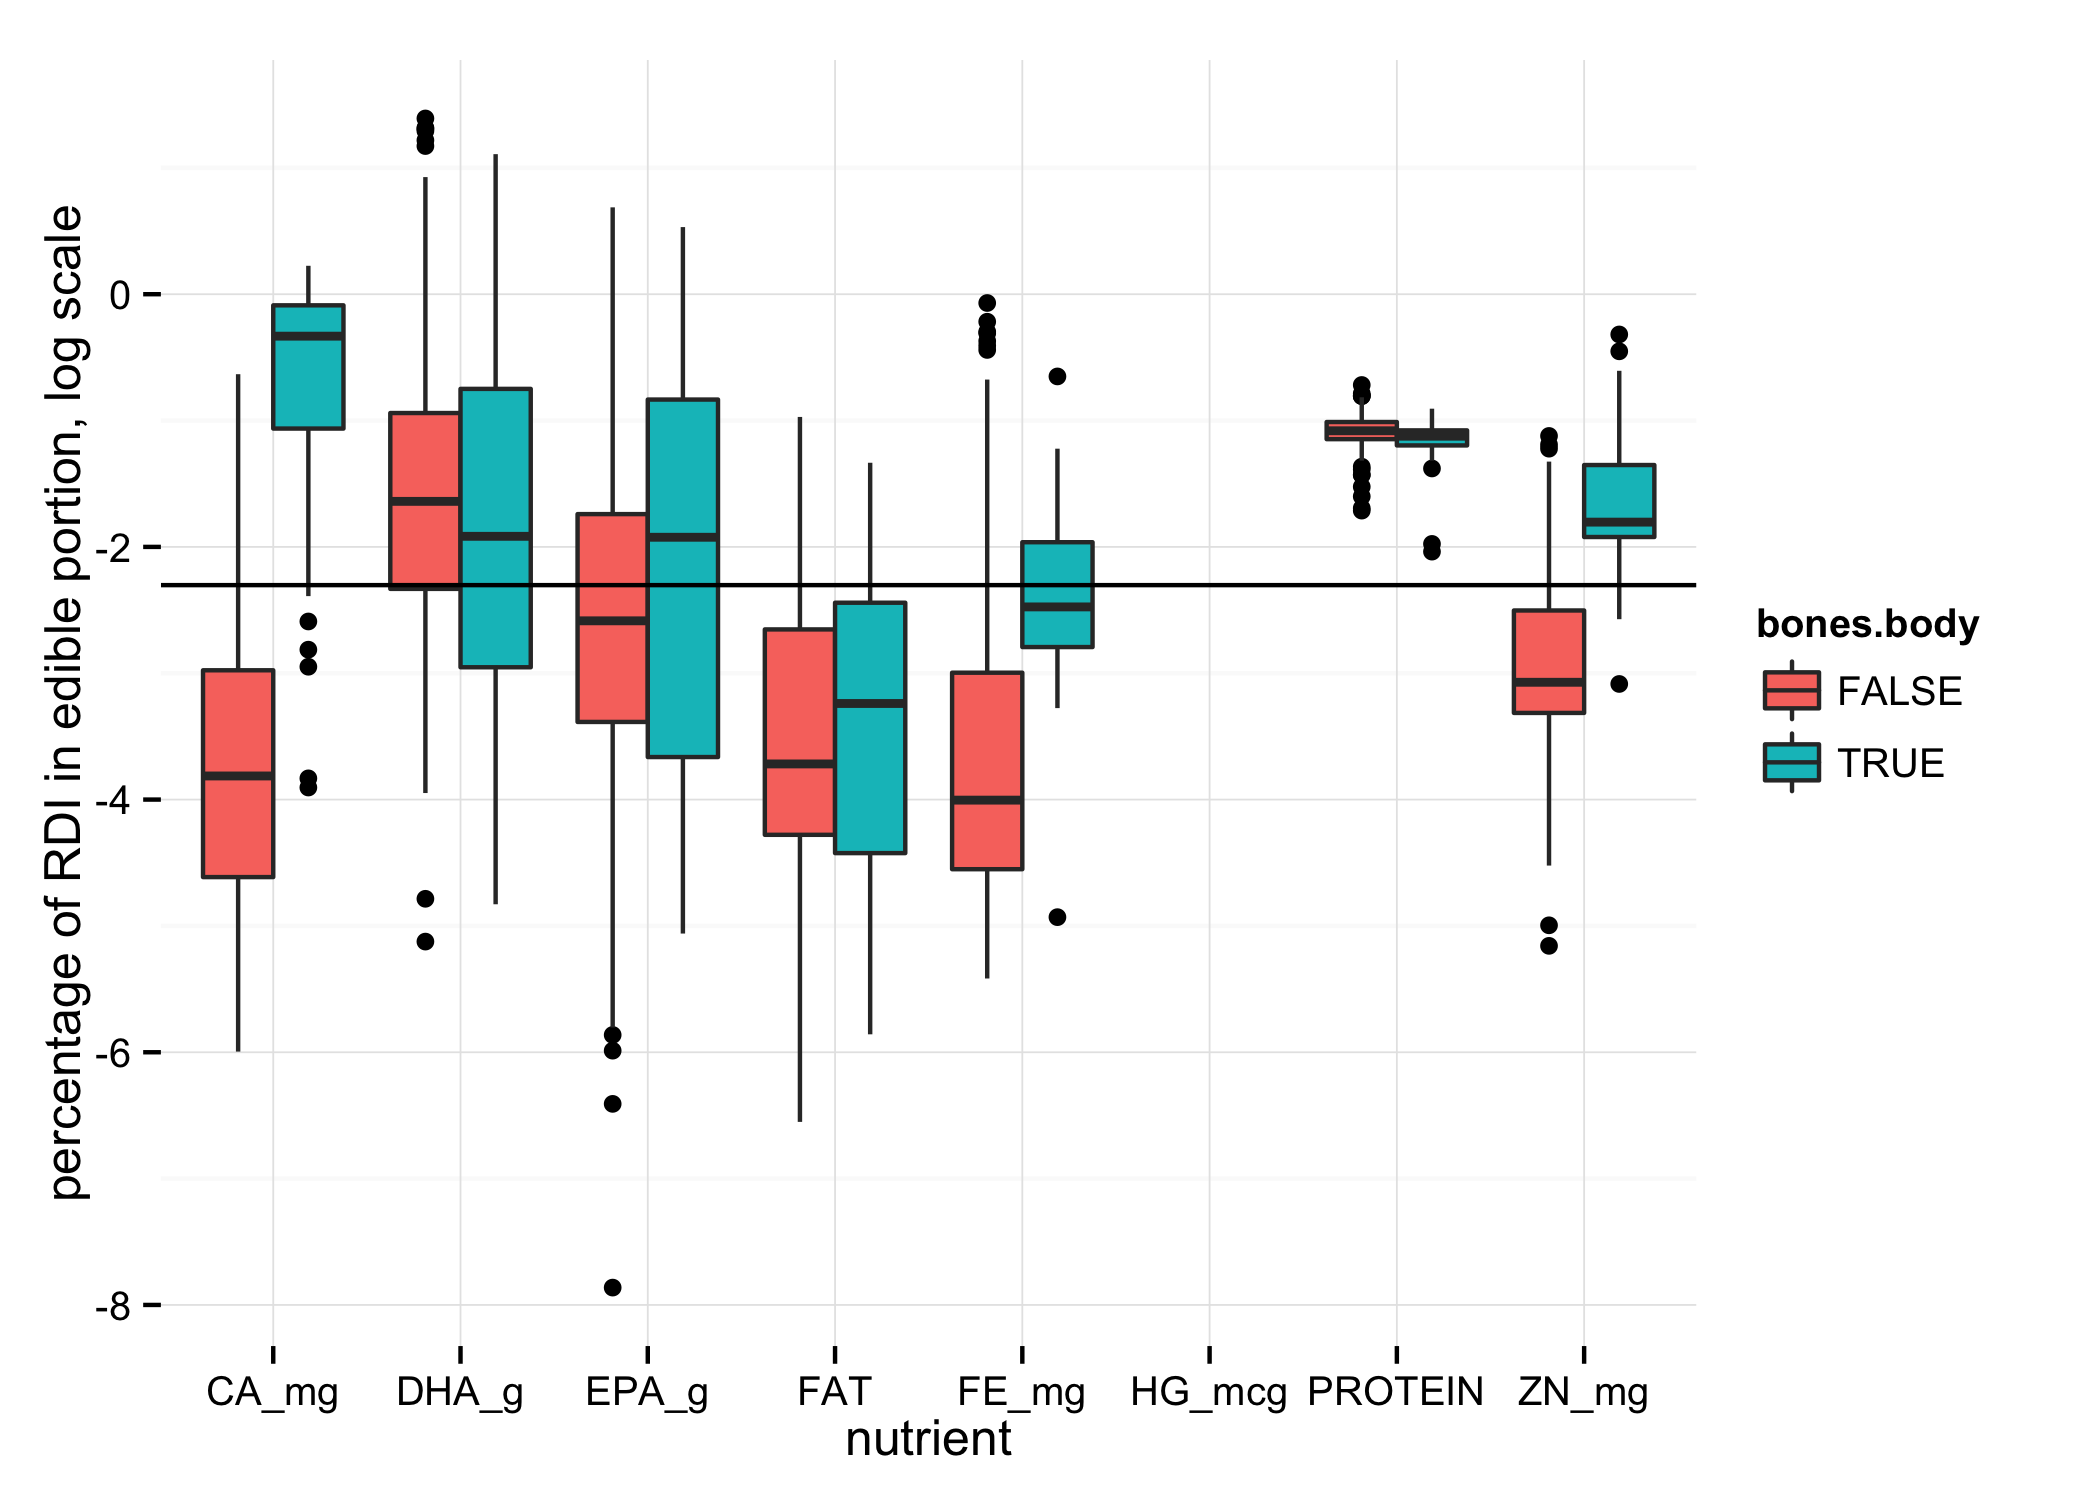 percentage of RDI in edible portion, log scale
0
-2
-4
-6
-8
CA_mg DHA_g EPA_g FAT FE_mg HG_mcg PROTEIN ZN_mg
nutrient
bones.body
FALSE
TRUE